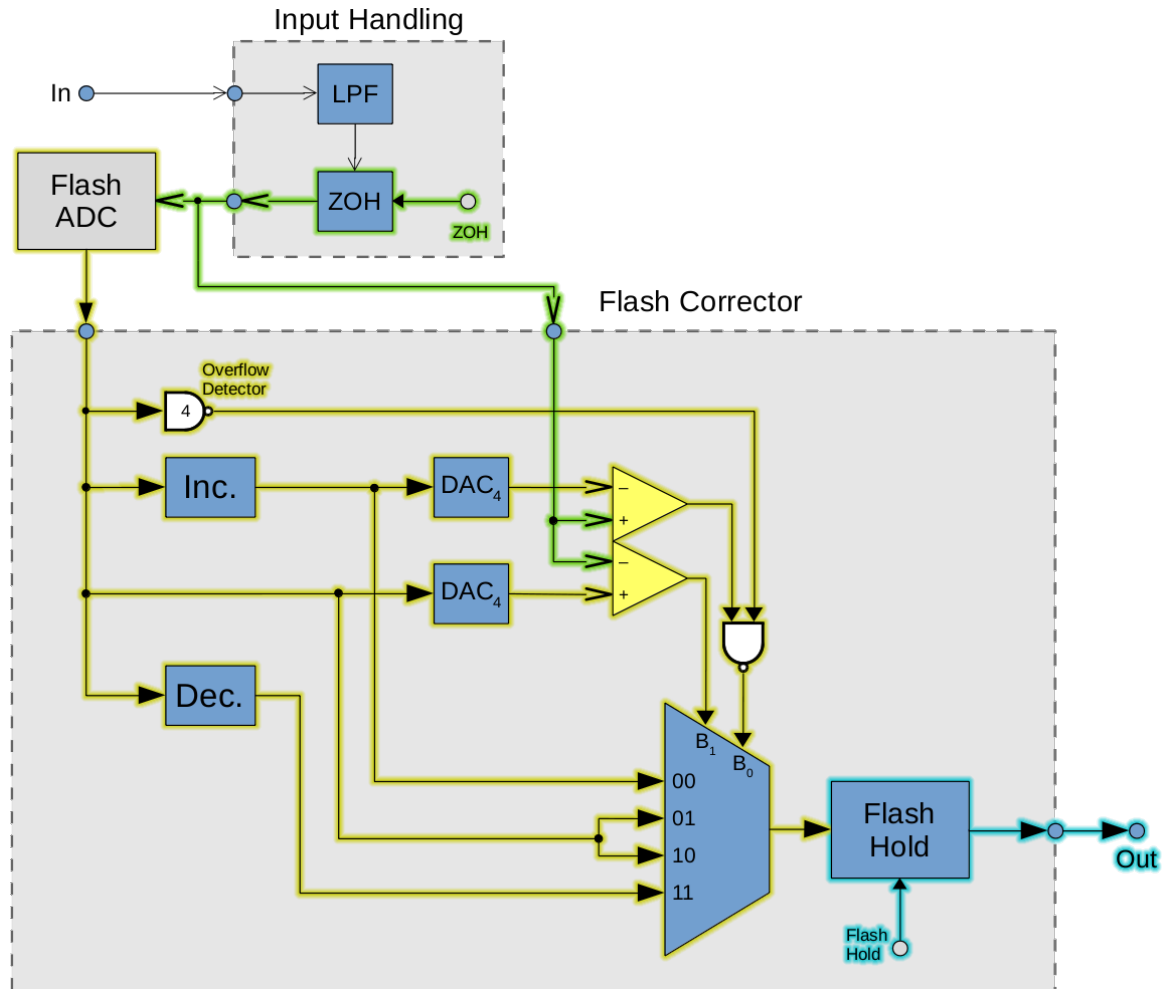 Input Handling
In
LPF
Flash
ADC
ZOH
ZOH
Flash Corrector
Overflow
Detector
4
Inc.
DAC4
–
+
–
DAC4
+
Dec.
B1
B0
00
01
10
11
Flash
Hold
Out
Flash
Hold